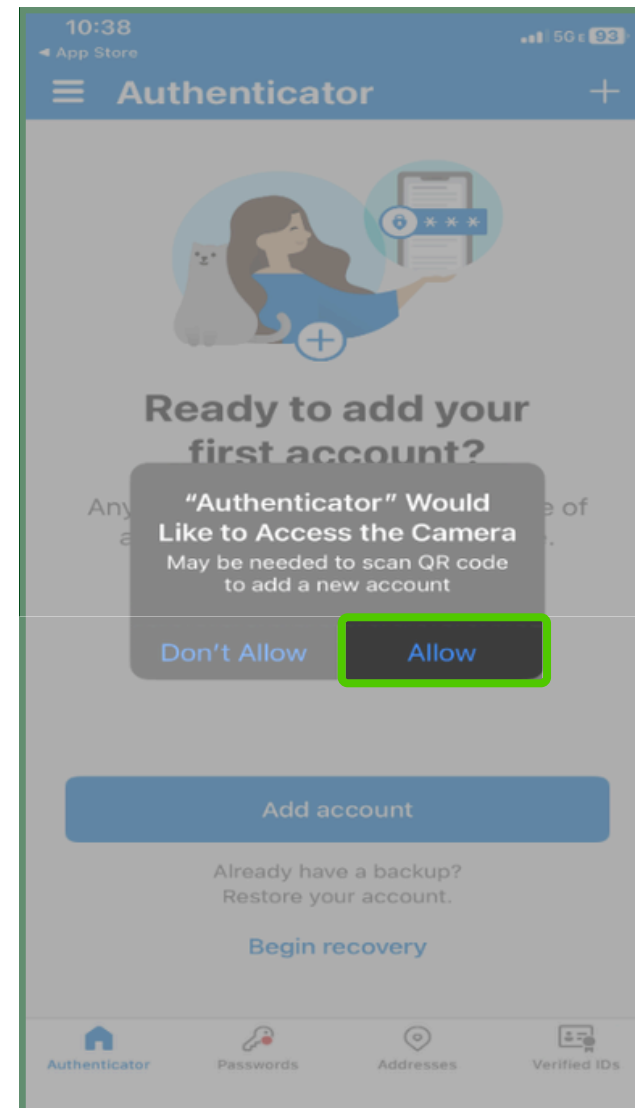 10:38
5G E 93
◄ App Store
Authenticator
* * *
Ready to add your
first account?
Any e of
a .
"Authenticator" Would
Like to Access the Camera
May be needed to scan QR code
to add a new account
Don't Allow Allow
Add account
Already have a backup?
Restore your account.
Begin recovery
Authenticator Passwords Addresses Verified IDs